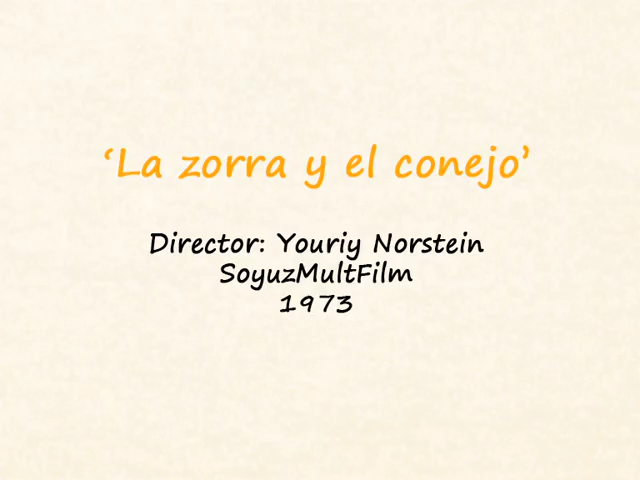 ‘La zorra y el conejo’
Director: Youriy Norstein
SoyuzMultFilm
1973